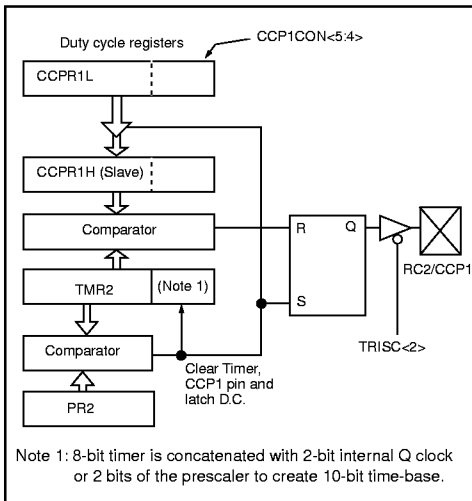 Duty cycle registers
CCP1CON<5:4>
CCPR1L
CCPR1H (Slave)
Comparator
R
Q
RC2/CCP1
TMR2
(Note 1)
S
TRISC<2>
Comparator
Clear Timer,
CCP1 pin and
latch D.C.
PR2
Note 1: 8-bit timer is concatenated with 2-bit internal Q clock
or 2 bits of the prescaler to create 10-bit time-base.